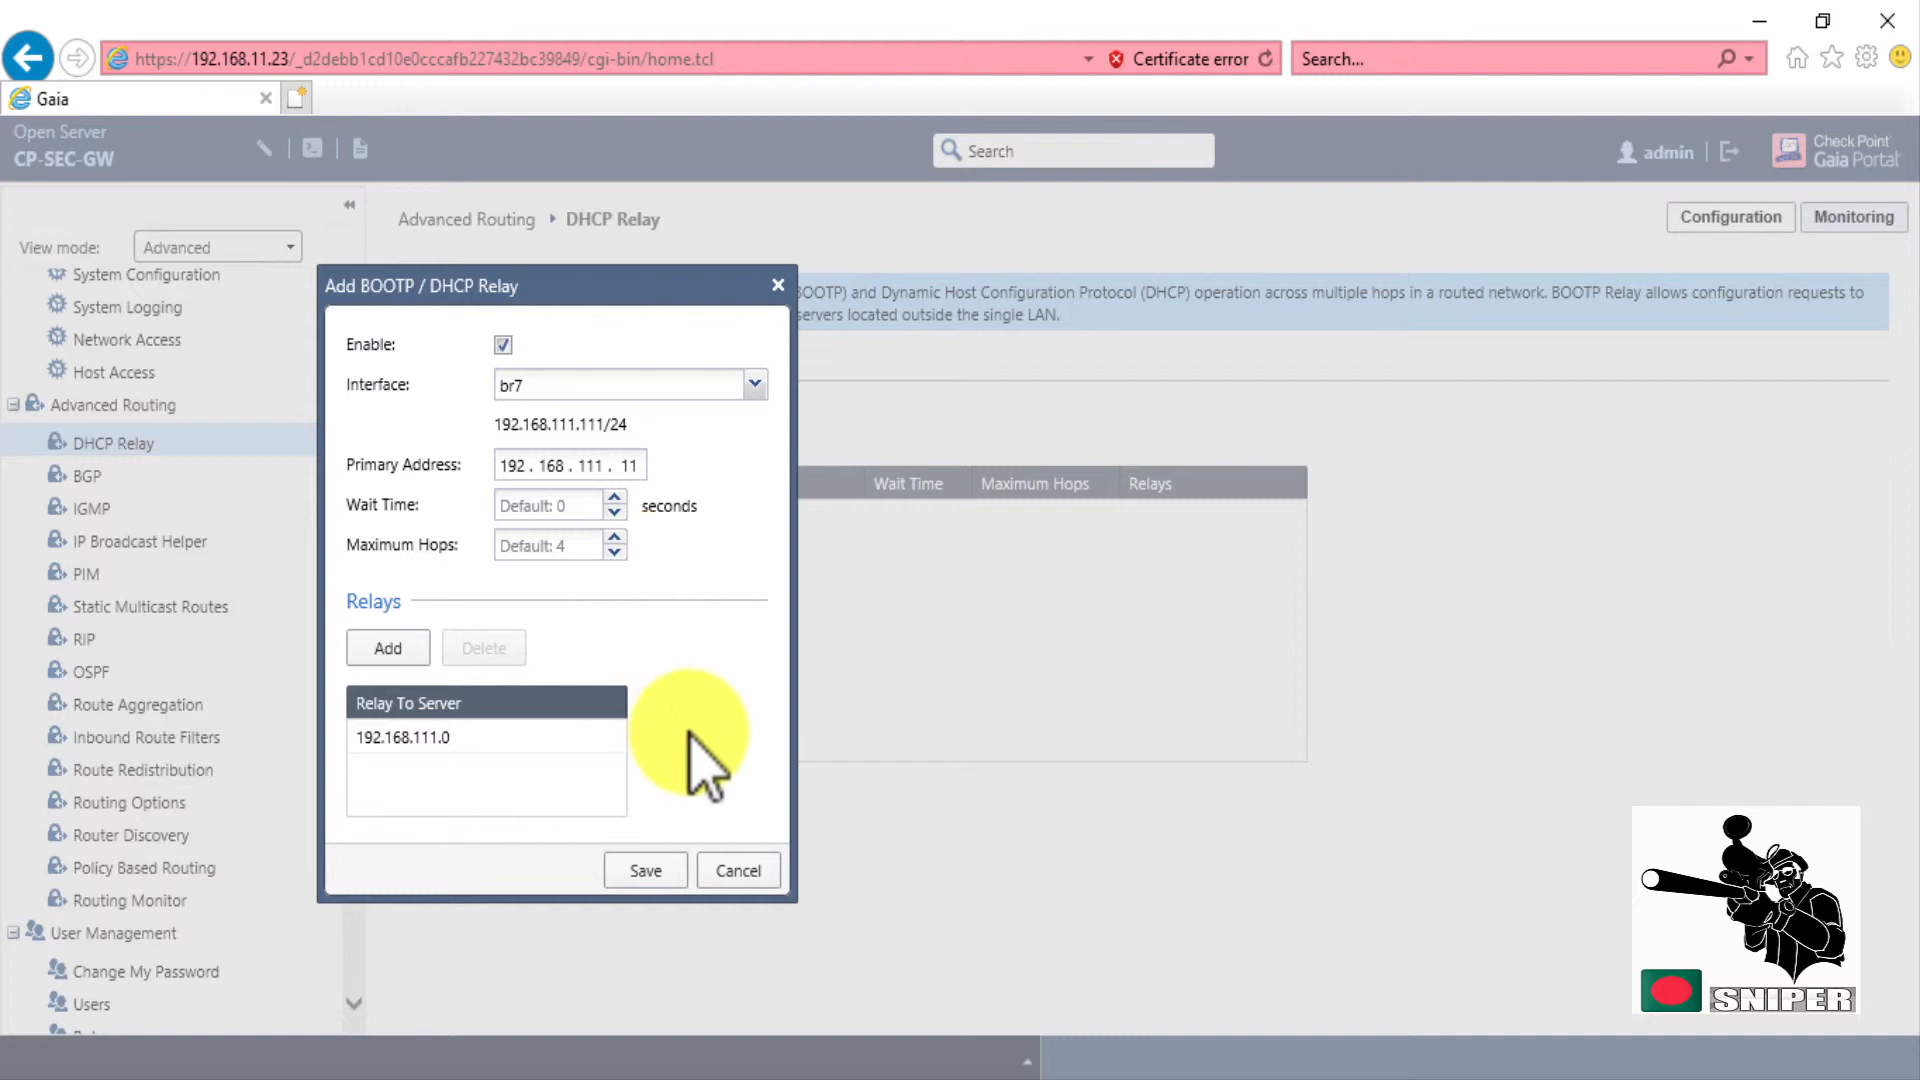 https://192.168.11.23/_d2debb1cd10e0cccafb227432bc39849/cgi-bin/home.tcl
Certificate error
Search...
Gaia
Open Server
CP-SEC-GW
Search
admin
Check Point
Gaia Portal
View mode:
Advanced
Advanced Routing
DHCP Relay
Configuration
Monitoring
System Configuration
System Logging
Network Access
Host Access
Advanced Routing
DHCP Relay
BGP
IGMP
IP Broadcast Helper
PIM
Static Multicast Routes
RIP
OSPF
Route Aggregation
Inbound Route Filters
Route Redistribution
Routing Options
Router Discovery
Policy Based Routing
Routing Monitor
User Management
Change My Password
Users
Add BOOTP / DHCP Relay
Enable:
Interface:
br7
192.168.111.111/24
Primary Address:
192 . 168 . 111 . 11
Wait Time:
Default: 0
seconds
Maximum Hops:
Default: 4
Relays
Add
Delete
Relay To Server
192.168.111.0
Save
Cancel
BOOTP) and Dynamic Host Configuration Protocol (DHCP) operation across multiple hops in a routed network. BOOTP Relay allows configuration requests to
servers located outside the single LAN.
Wait Time
Maximum Hops
Relays
SNIPER